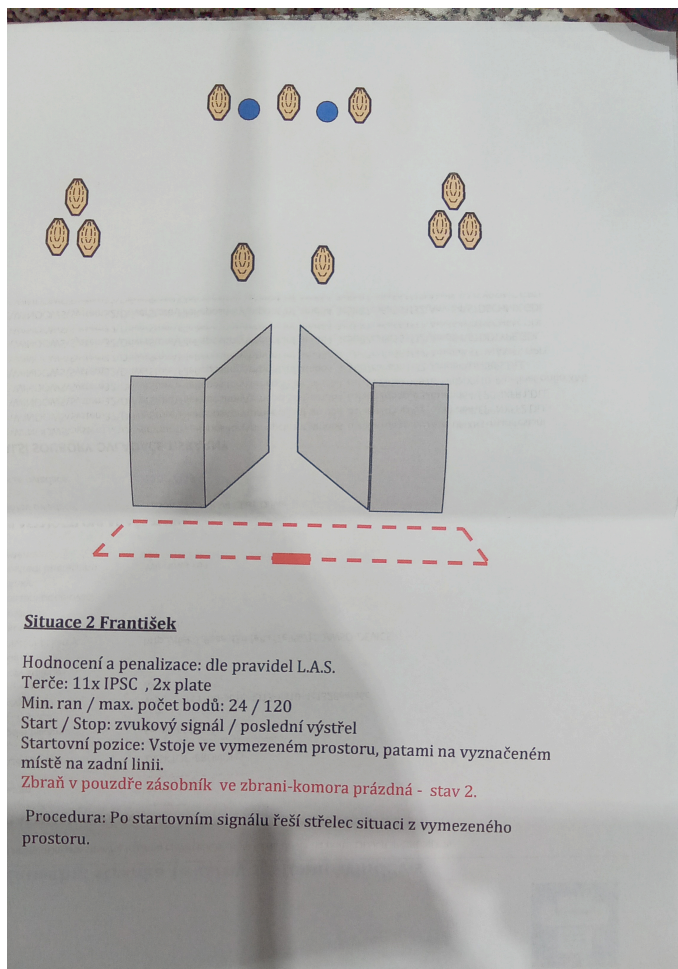 Situace 2 František
Hodnocení a penalizace: dle pravidel L.A.S.
Terče: 11x IPSC , 2x plate
Min. ran / max. počet bodů: 24 / 120
Start / Stop: zvukový signál / poslední výstřel
Startovní pozice: Vstoje ve vymezeném prostoru, patami na vyznačeném
místě na zadní linii.
Zbraň v pouzdře zásobník ve zbrani-komora prázdná - stav 2.
Procedura: Po startovním signálu řeší střelec situaci z vymezeného
prostoru.